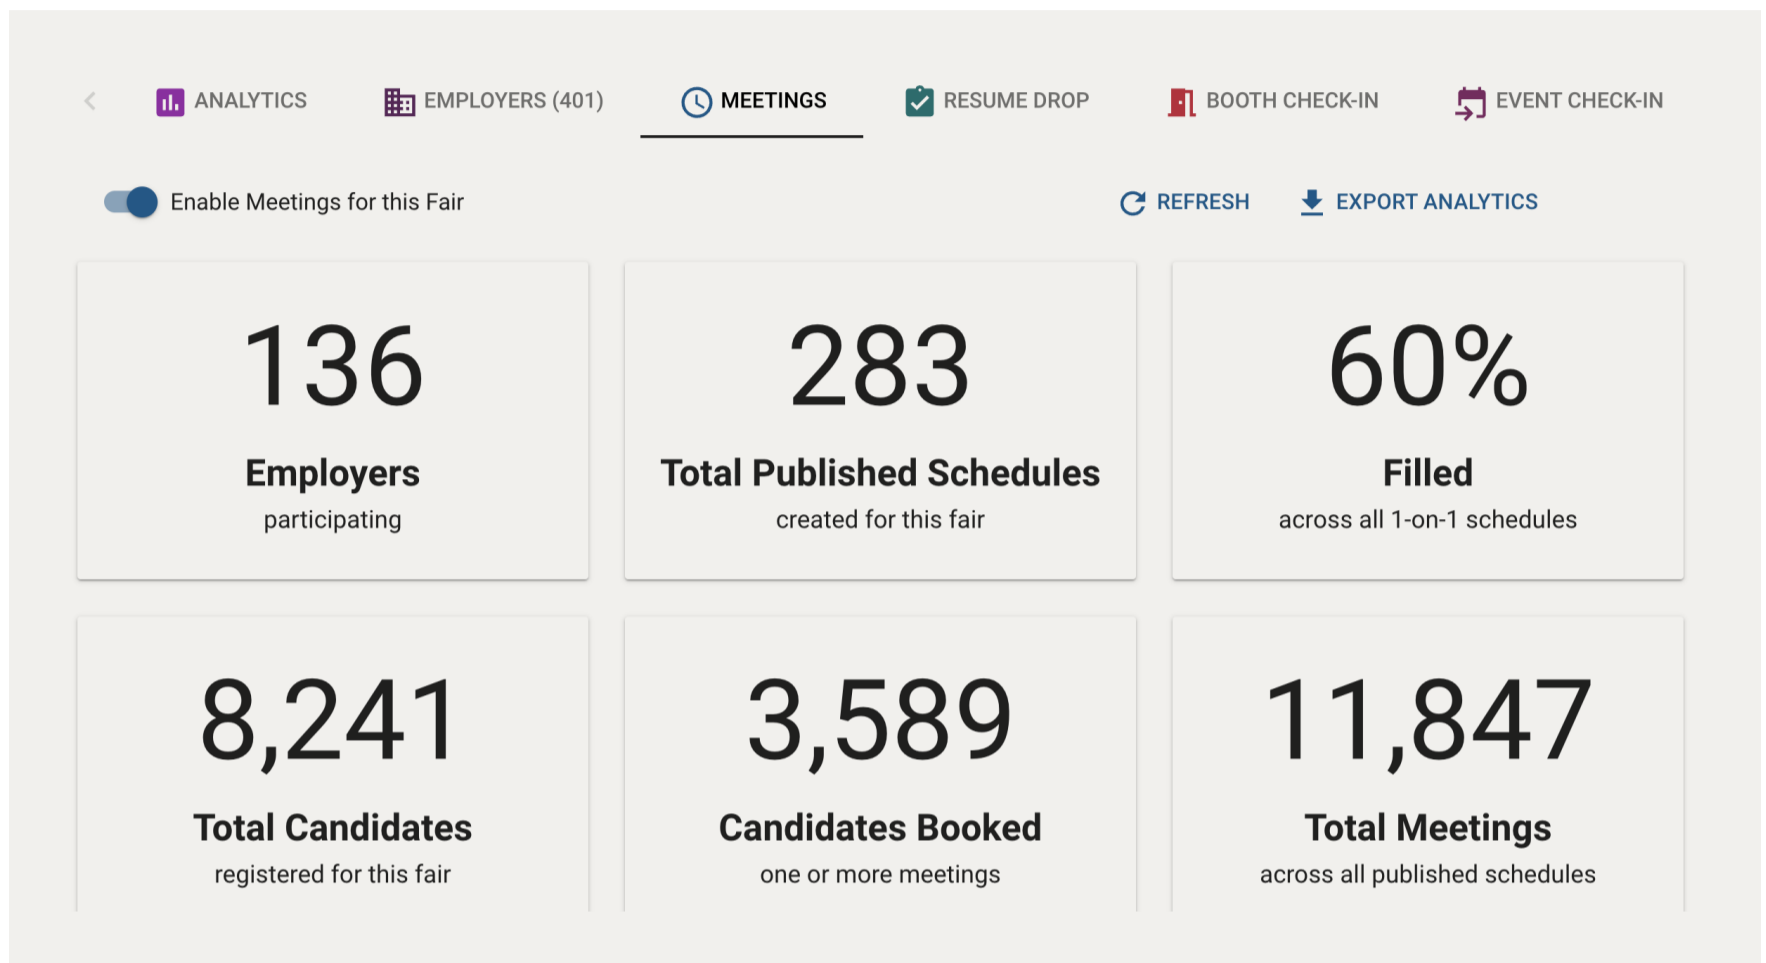 ANALYTICS
EMPLOYERS (401)
MEETINGS
RESUME DROP
BOOTH CHECK-IN
EVENT CHECK-IN
Enable Meetings for this Fair
REFRESH
EXPORT ANALYTICS
136
Employers
participating
283
Total Published Schedules
created for this fair
60%
Filled
across all 1-on-1 schedules
8,241
Total Candidates
registered for this fair
3,589
Candidates Booked
one or more meetings
11,847
Total Meetings
across all published schedules